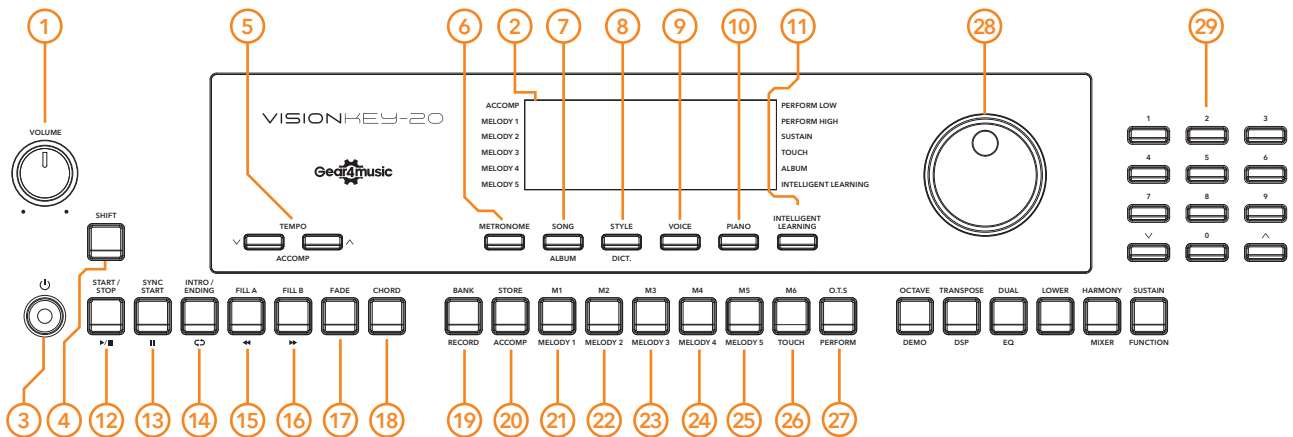 1 5 6 2 7 8 9 10 11 28 29
VOLUME
VISIONKEY-20
Gear4music
ACCOMP
MELODY 1
MELODY 2
MELODY 3
MELODY 4
MELODY 5
PERFORM LOW
PERFORM HIGH
SUSTAIN
TOUCH
ALBUM
INTELLIGENT LEARNING
TEMPO
ACCOMP
METRONOME
SONG
ALBUM
STYLE
DICT.
VOICE
PIANO
INTELLIGENT
LEARNING
1 2 3
4 5 6
7 8 9
0
SHIFT
START /
STOP
SYNC
START
INTRO /
ENDING
FILL A
FILL B
FADE
CHORD
BANK
RECORD
STORE
ACCOMP
M1
MELODY 1
M2
MELODY 2
M3
MELODY 3
M4
MELODY 4
M5
MELODY 5
M6
TOUCH
O.T.S
PERFORM
OCTAVE
DEMO
TRANSPOSE
DSP
DUAL
EQ
LOWER
HARMONY
MIXER
SUSTAIN
FUNCTION
3 4 12 13 14 15 16 17 18 19 20 21 22 23 24 25 26 27